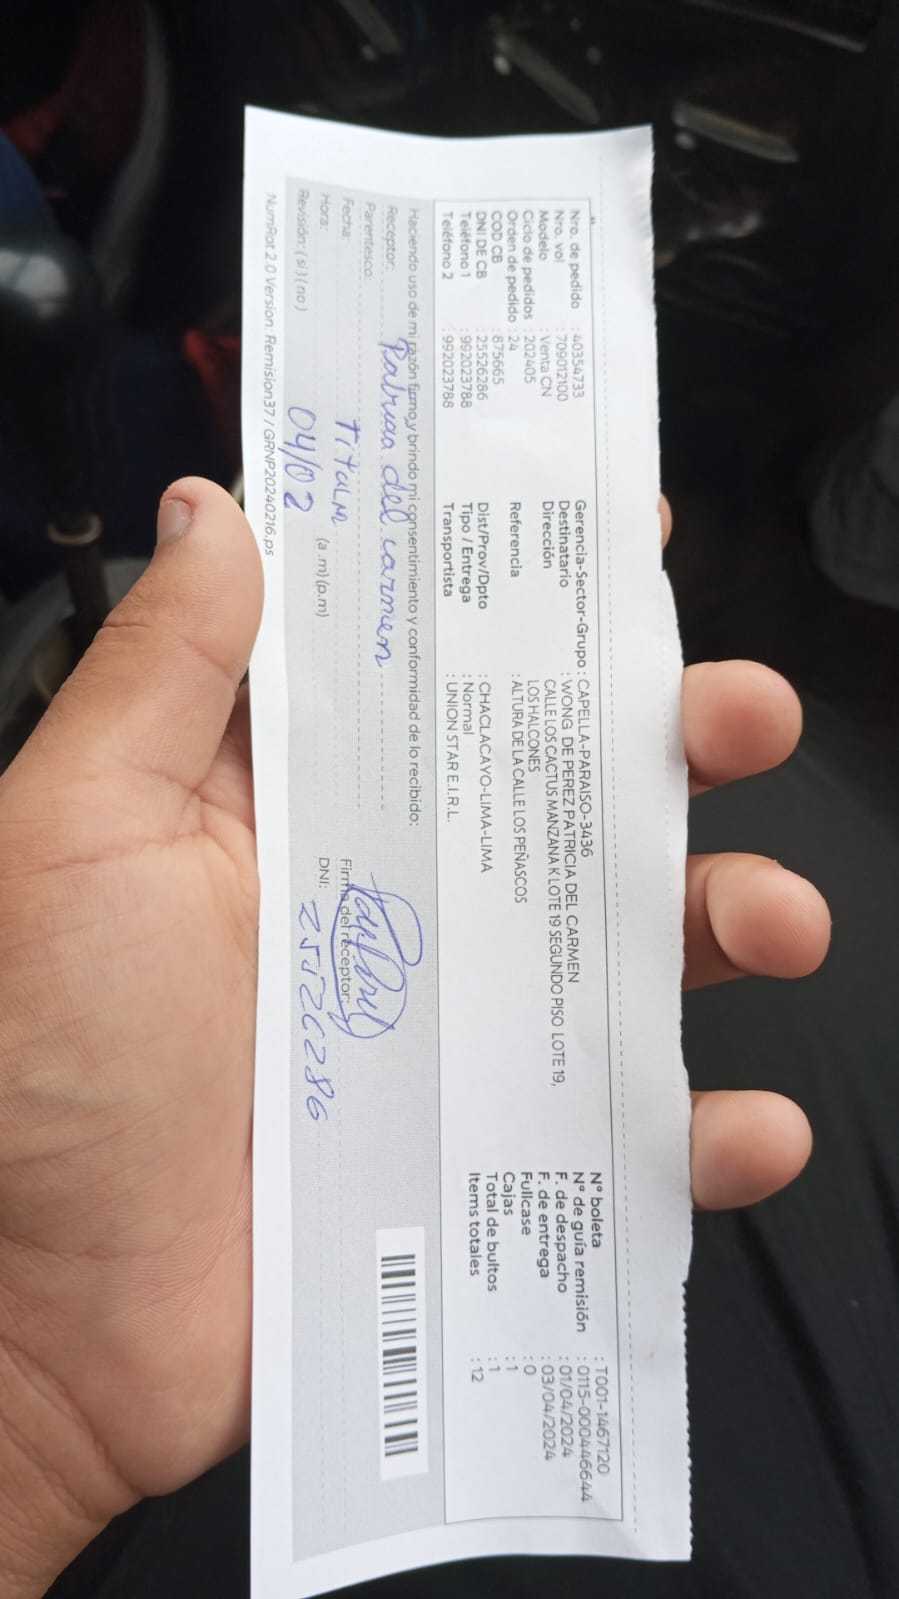 Nro. de pedido : 40354733
Nro. vol : 709012100
Modelo : Venta CN
Ciclo de pedidos : 202405
Orden de pedido : 24
COD CB : 875665
DNI DE CB : 25526286
Teléfono 1 : 992023788
Teléfono 2 : 992023788
Gerencia-Sector-Grupo : CAPELLA-PARAISO-3436
Destinatario : WONG DE PEREZ PATRICIA DEL CARMEN
Dirección : CALLE LOS CACTUS MANZANA K LOTE 19 SEGUNDO PISO LOTE 19,
LOS HALCONES
Referencia : ALTURA DE LA CALLE LOS PEÑASCOS
Dist/Prov/Dpto : CHACLACAYO-LIMA-LIMA
Tipo / Entrega : Normal
Transportista : UNION STAR E.I.R.L.
N° boleta : T001-1467120
N° de guía remisión : 0115-000446644
F. de despacho : 01/04/2024
F. de entrega : 03/04/2024
Fullcase : 0
Cajas : 1
Total de bultos : 1
Items totales : 12
Haciendo uso de mi razón firmo y brindo mi consentimiento y conformidad de lo recibido:
Receptor: del carmen
Parentesco: Titular
Fecha: 04/02
Hora: (a .m) (p.m)
Revisión: ( si ) ( no )
Firma del receptor:
DNI: 25526286
NumRot 2.0 Version: Remision37 / GRNP20240216.ps